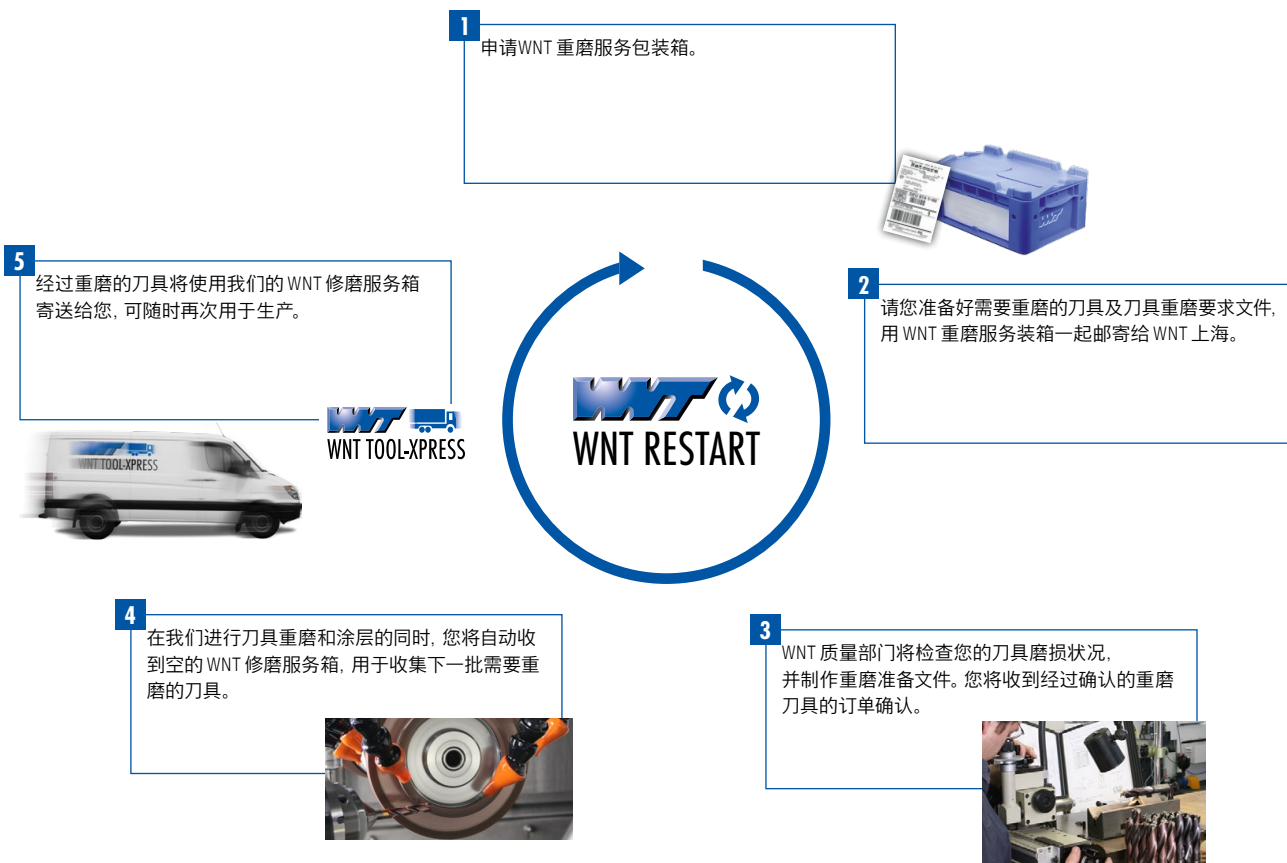 1
申请WNT 重磨服务包装箱。
WNT
2
请您准备好需要重磨的刀具及刀具重磨要求文件,
用 WNT 重磨服务装箱一起邮寄给 WNT 上海。
3
WNT 质量部门将检查您的刀具磨损状况,
并制作重磨准备文件。您将收到经过确认的重磨
刀具的订单确认。
4
在我们进行刀具重磨和涂层的同时, 您将自动收
到空的 WNT 修磨服务箱, 用于收集下一批需要重
磨的刀具。
5
经过重磨的刀具将使用我们的 WNT 修磨服务箱
寄送给您, 可随时再次用于生产。
WNT
WNT TOOL-XPRESS
WNT TOOL-XPRESS
WNT
WNT RESTART